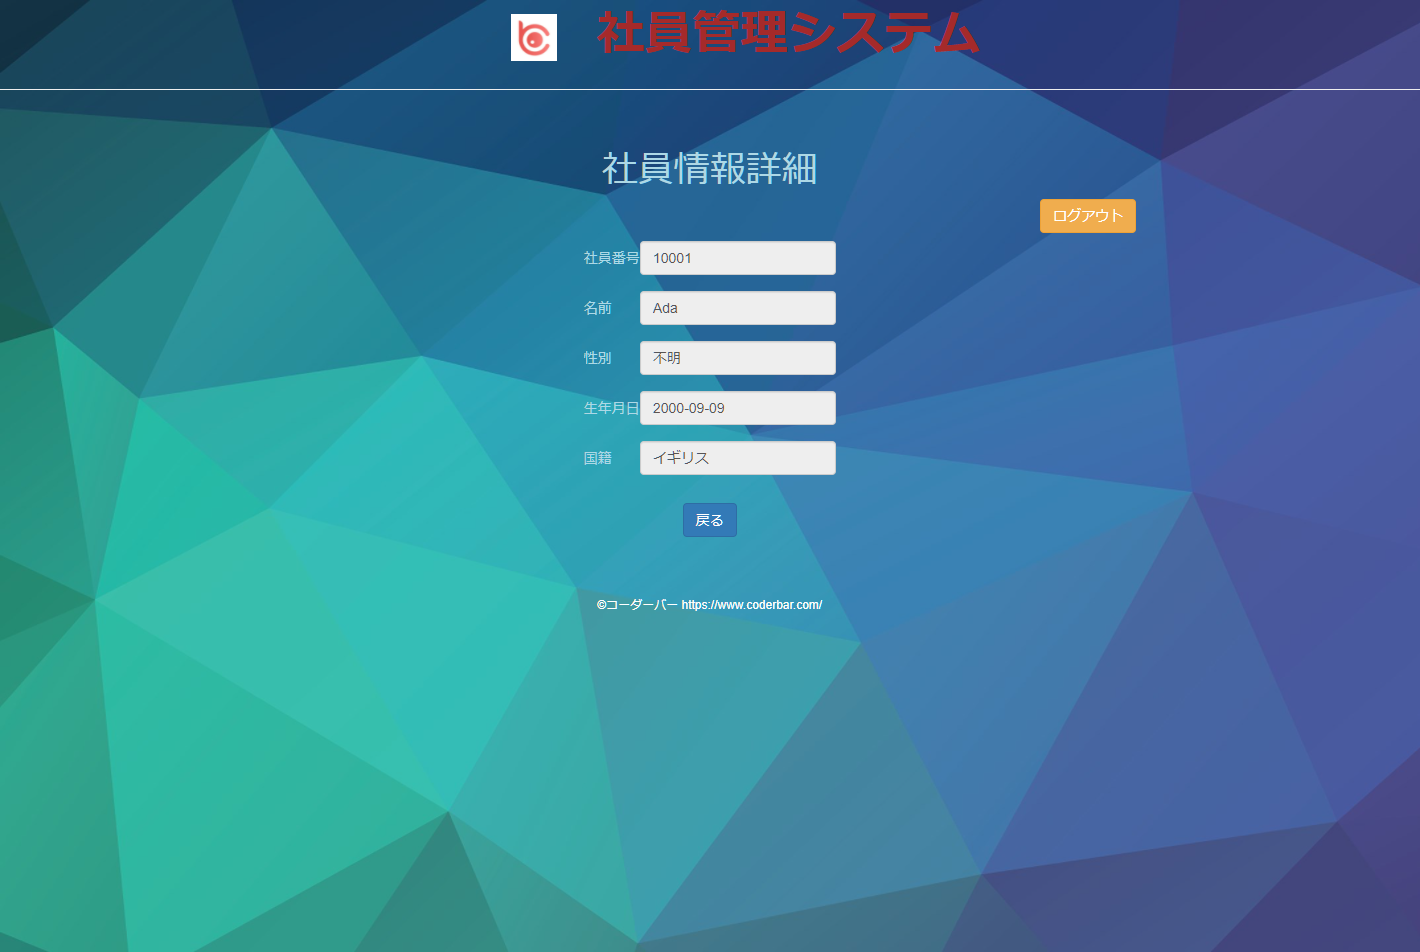 社員管理システム
社員情報詳細
ログアウト
社員番号 10001
名前 Ada
性別 不明
生年月日 2000-09-09
国籍 イギリス
戻る
©コーダーバー https://www.coderbar.com/